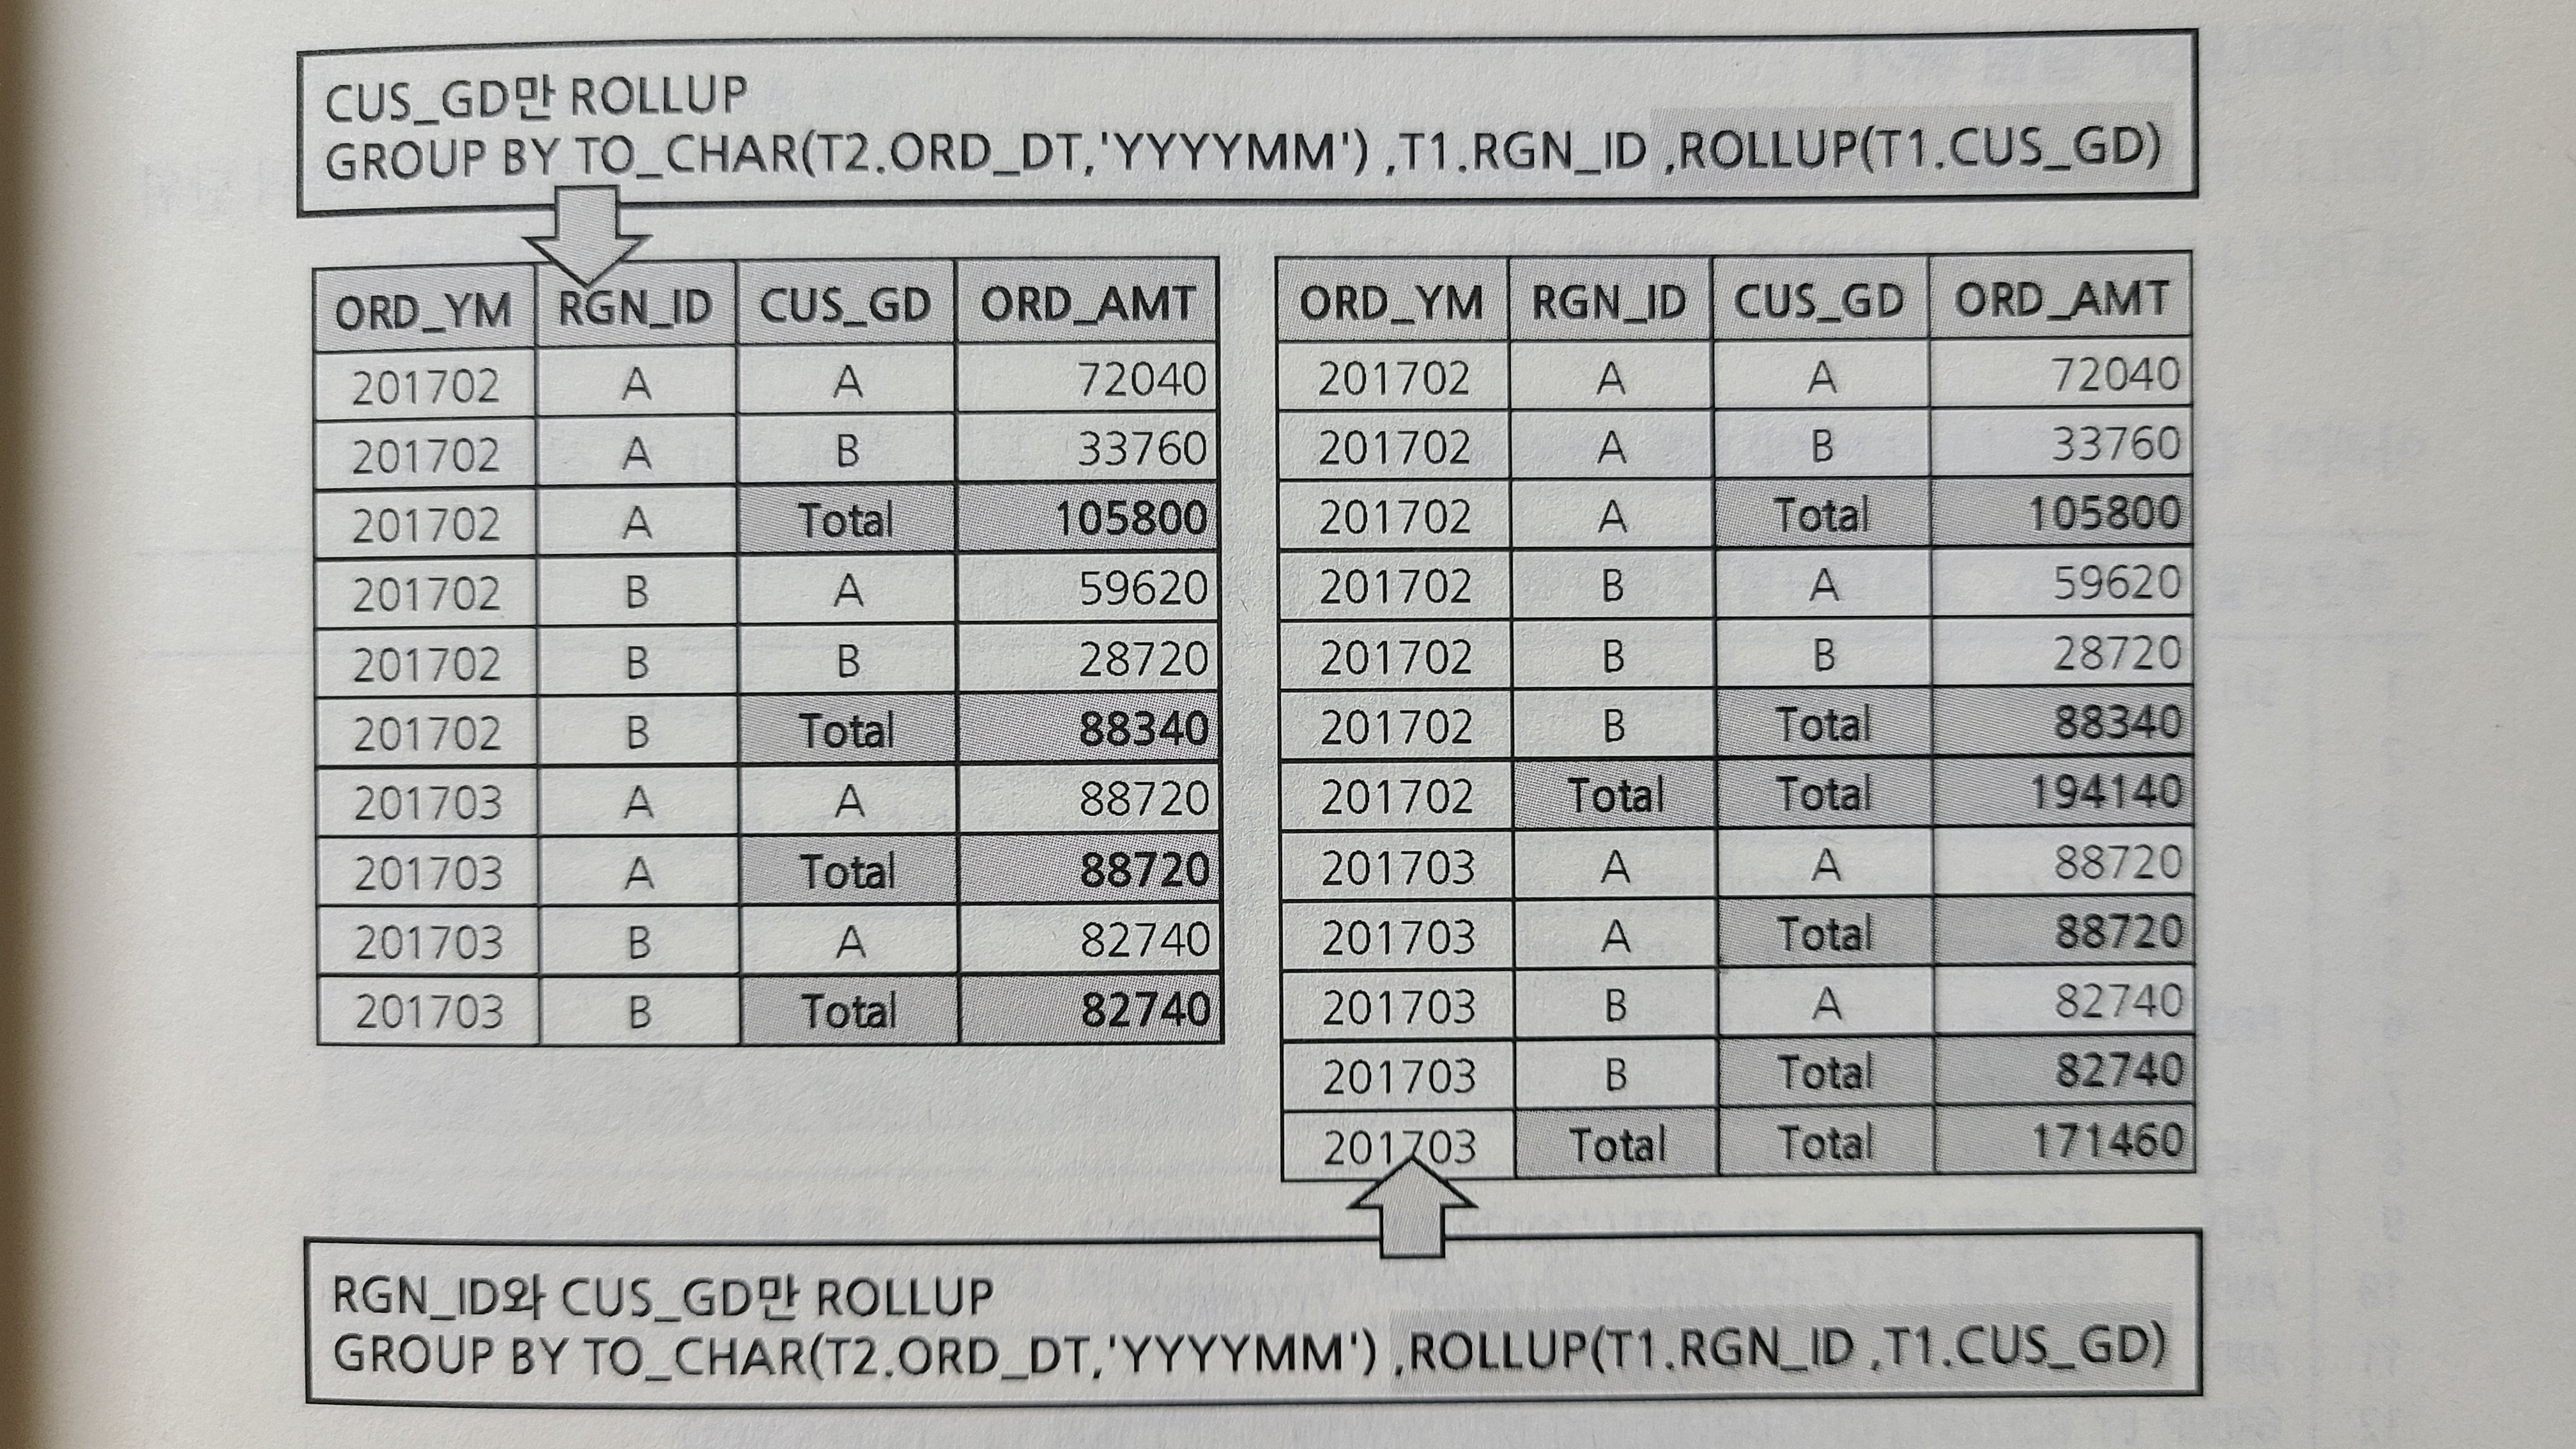 CUS_GD만 ROLLUP
GROUP BY TO_CHAR(T2.ORD_DT,'YYYYMM') ,T1.RGN_ID ,ROLLUP(T1.CUS_GD)
ORD_YM RGN_ID CUS_GD ORD_AMT
201702 A A 72040
201702 A B 33760
201702 A Total 105800
201702 B A 59620
201702 B B 28720
201702 B Total 88340
201703 A A 88720
201703 A Total 88720
201703 B A 82740
201703 B Total 82740
ORD_YM RGN_ID CUS_GD ORD_AMT
201702 A A 72040
201702 A B 33760
201702 A Total 105800
201702 B A 59620
201702 B B 28720
201702 B Total 88340
201702 Total Total 194140
201703 A A 88720
201703 A Total 88720
201703 B A 82740
201703 B Total 82740
201703 Total Total 171460
RGN_ID와 CUS_GD만 ROLLUP
GROUP BY TO_CHAR(T2.ORD_DT,'YYYYMM') ,ROLLUP(T1.RGN_ID ,T1.CUS_GD)